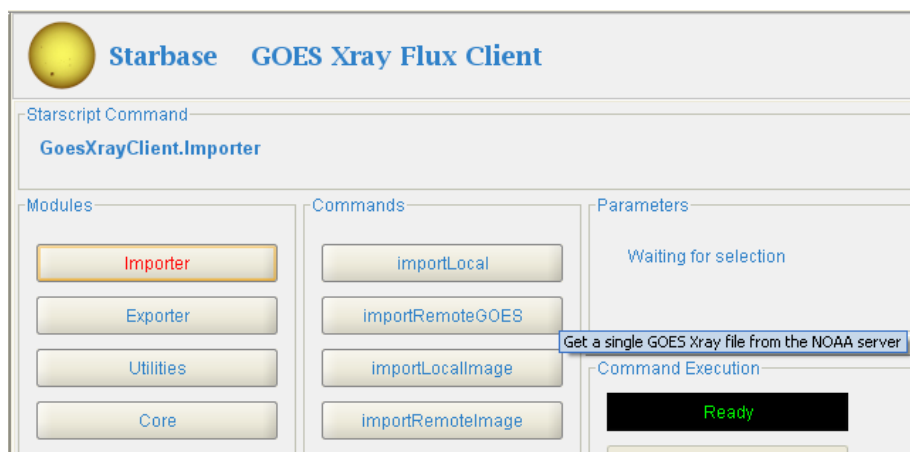 Starbase GOES Xray Flux Client
Starscript Command
GoesXrayClient.Importer
Modules
Importer
Exporter
Utilities
Core
Commands
importLocal
importRemoteGOES
importLocalImage
importRemoteImage
Parameters
Waiting for selection
Get a single GOES Xray file from the NOAA server
Command Execution
Ready